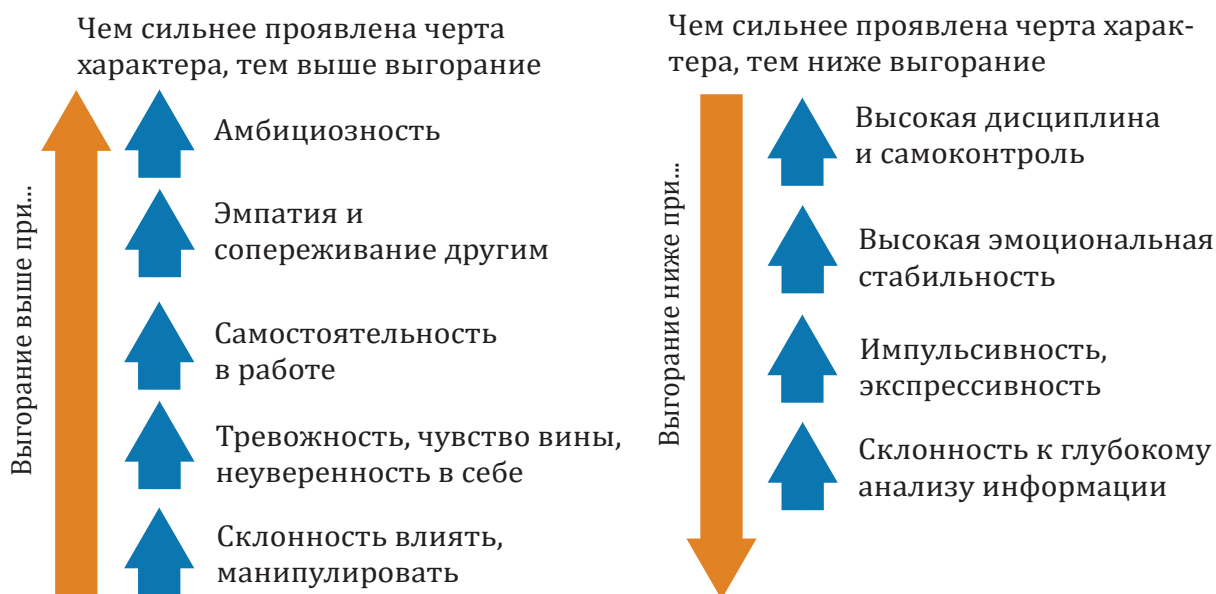 Чем сильнее проявлена черта
характера, тем выше выгорание
Выгорание выше при...
Амбициозность
Эмпатия и
сопереживание другим
Самостоятельность
в работе
Тревожность, чувство вины,
неуверенность в себе
Склонность влиять,
манипулировать
Чем сильнее проявлена черта харак-
тера, тем ниже выгорание
Выгорание ниже при...
Высокая дисциплина
и самоконтроль
Высокая эмоциональная
стабильность
Импульсивность,
экспрессивность
Склонность к глубокому
анализу информации